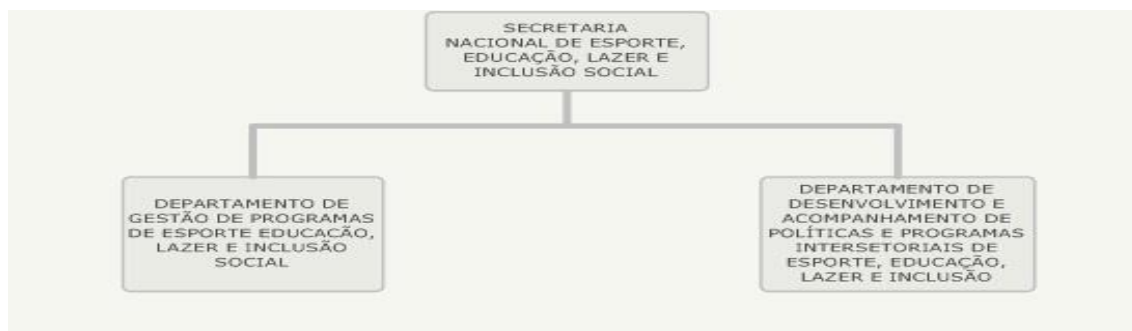 SECRETARIA
NACIONAL DE ESPORTE,
EDUCAÇÃO, LAZER E
INCLUSÃO SOCIAL
DEPARTAMENTO DE
GESTÃO DE PROGRAMAS
DE ESPORTE EDUCACÃO,
LAZER E INCLUSÃO
SOCIAL
DEPARTAMENTO DE
DESENVOLVIMENTO E
ACOMPANHAMENTO DE
POLÍTICAS E PROGRAMAS
INTERSETORIAIS DE
ESPORTE, EDUCAÇÃO,
LAZER E INCLUSÃO